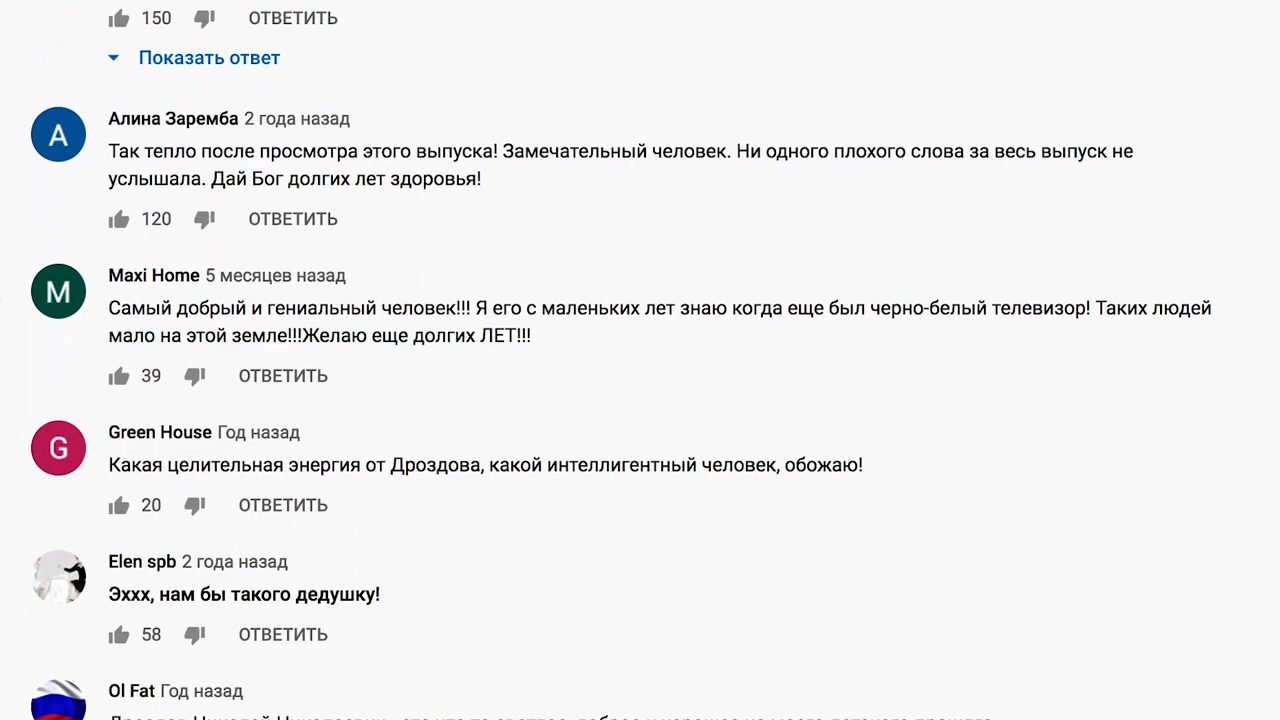 150 ОТВЕТИТЬ
Показать ответ
А Алина Заремба 2 года назад
Так тепло после просмотра этого выпуска! Замечательный человек. Ни одного плохого слова за весь выпуск не
услышала. Дай Бог долгих лет здоровья!
120 ОТВЕТИТЬ
M Maxi Home 5 месяцев назад
Самый добрый и гениальный человек!!! Я его с маленьких лет знаю когда еще был черно-белый телевизор! Таких людей
мало на этой земле!!!Желаю еще долгих ЛЕТ!!!
39 ОТВЕТИТЬ
G Green House Год назад
Какая целительная энергия от Дроздова, какой интеллигентный человек, обожаю!
20 ОТВЕТИТЬ
Elen spb 2 года назад
Эххх, нам бы такого дедушку!
58 ОТВЕТИТЬ
Ol Fat Год назад